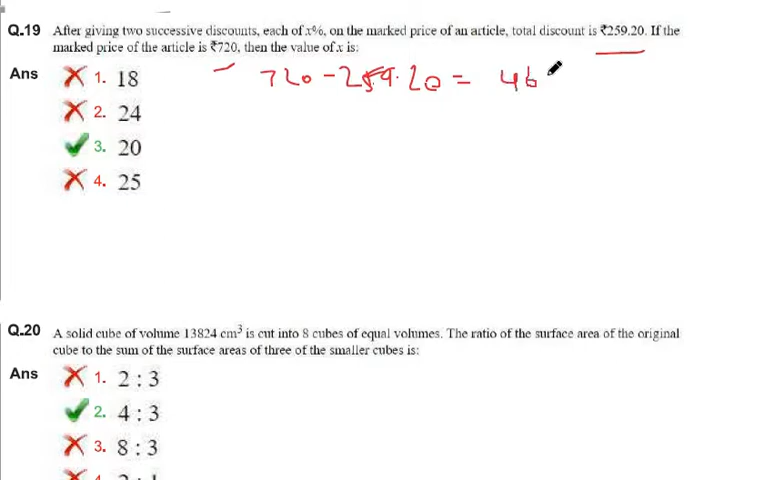 Q.19 After giving two successive discounts, each of x%, on the marked price of an article, total discount is ₹259.20. If the
marked price of the article is ₹720, then the value of x is:
720 - 259.20 = 46
Ans 1. 18
2. 24
3. 20
4. 25
Q.20 A solid cube of volume 13824 cm³ is cut into 8 cubes of equal volumes. The ratio of the surface area of the original
cube to the sum of the surface areas of three of the smaller cubes is:
Ans 1. 2 : 3
2. 4 : 3
3. 8 : 3